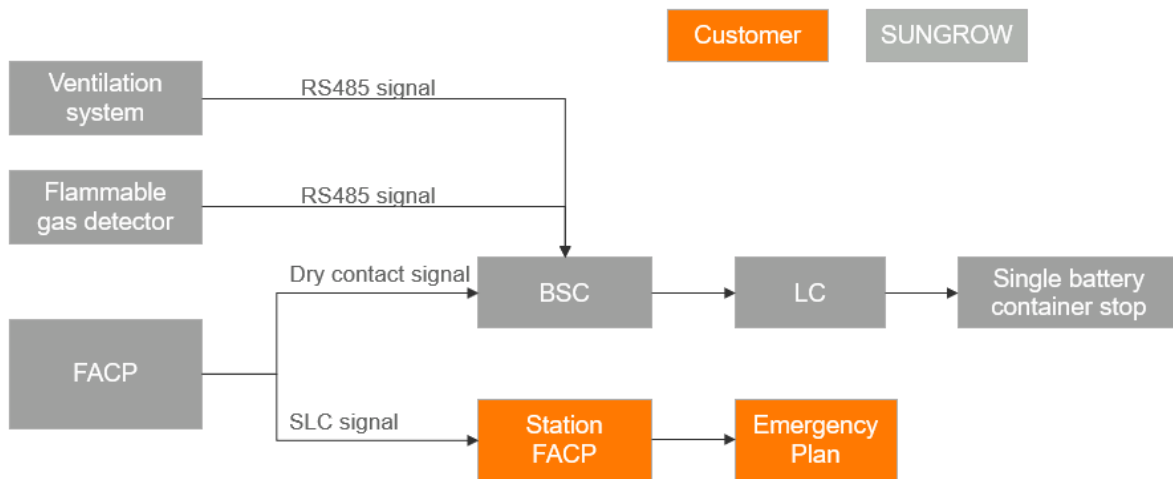 Customer
SUNGROW
Ventilation
system
RS485 signal
Flammable
gas detector
RS485 signal
Dry contact signal
BSC
LC
Single battery
container stop
FACP
SLC signal
Station
FACP
Emergency
Plan